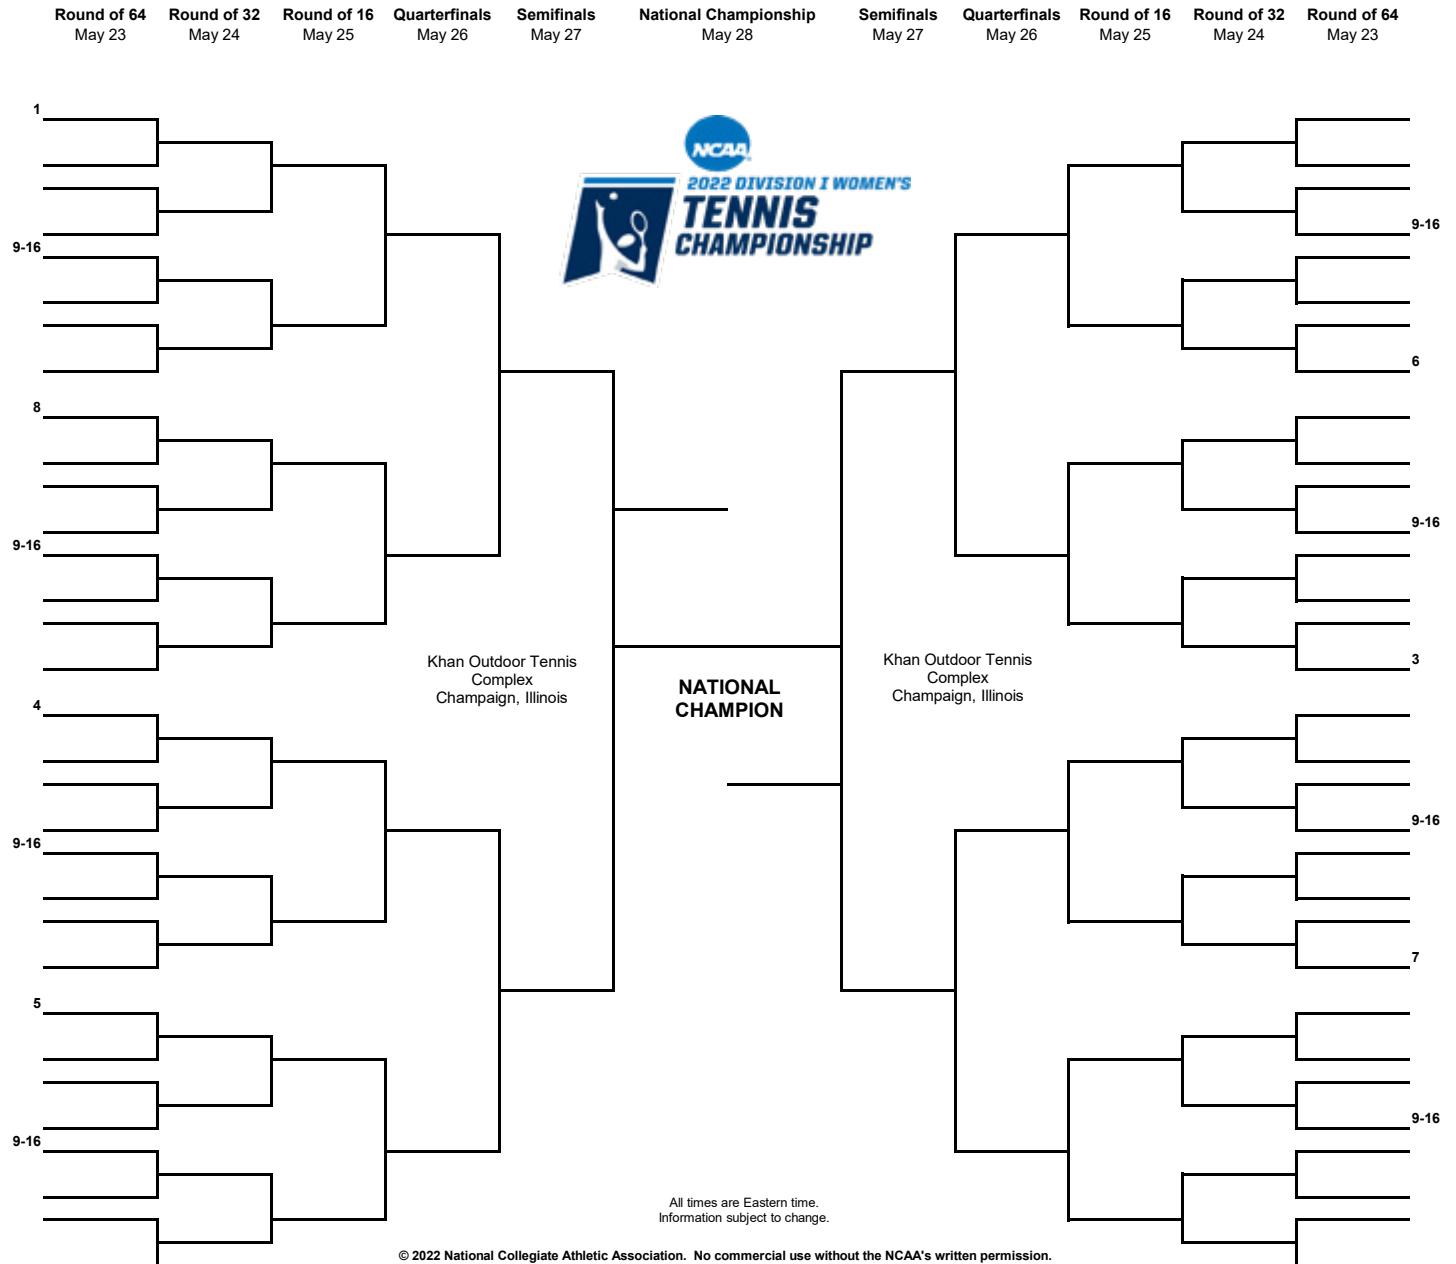 Round of 64 Round of 32 Round of 16 Quarterfinals Semifinals National Championship Semifinals Quarterfinals Round of 16 Round of 32 Round of 64
May 23 May 24 May 25 May 26 May 27 May 28 May 27 May 26 May 25 May 24 May 23
1
NCAA
2022 DIVISION I WOMEN'S
TENNIS
CHAMPIONSHIP
9-16
9-16
6
8
9-16
9-16
Khan Outdoor Tennis
Complex
Champaign, Illinois
Khan Outdoor Tennis
Complex
Champaign, Illinois
3
NATIONAL
CHAMPION
4
9-16
9-16
7
5
9-16
9-16
All times are Eastern time.
Information subject to change.
© 2022 National Collegiate Athletic Association. No commercial use without the NCAA's written permission.